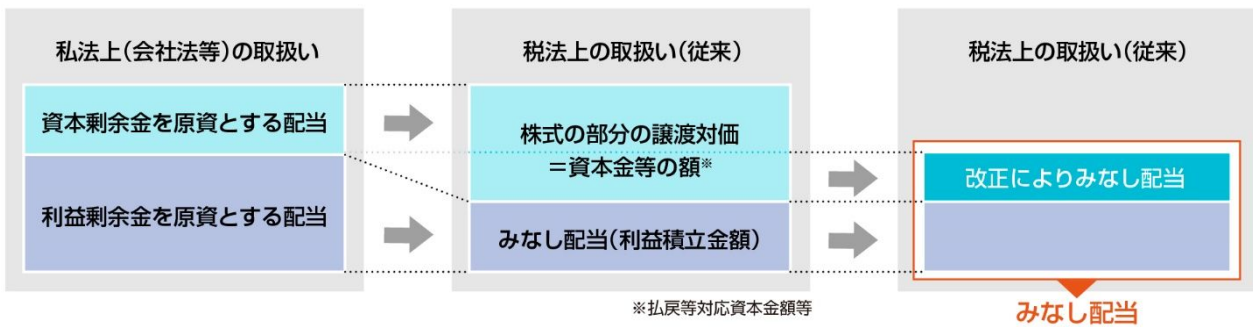 私法上(会社法等)の取扱い
資本剰余金を原資とする配当
利益剰余金を原資とする配当
税法上の取扱い(従来)
株式の部分の譲渡対価
＝資本金等の額※
みなし配当(利益積立金額)
※払戻等対応資本金額等
税法上の取扱い(従来)
改正によりみなし配当
みなし配当